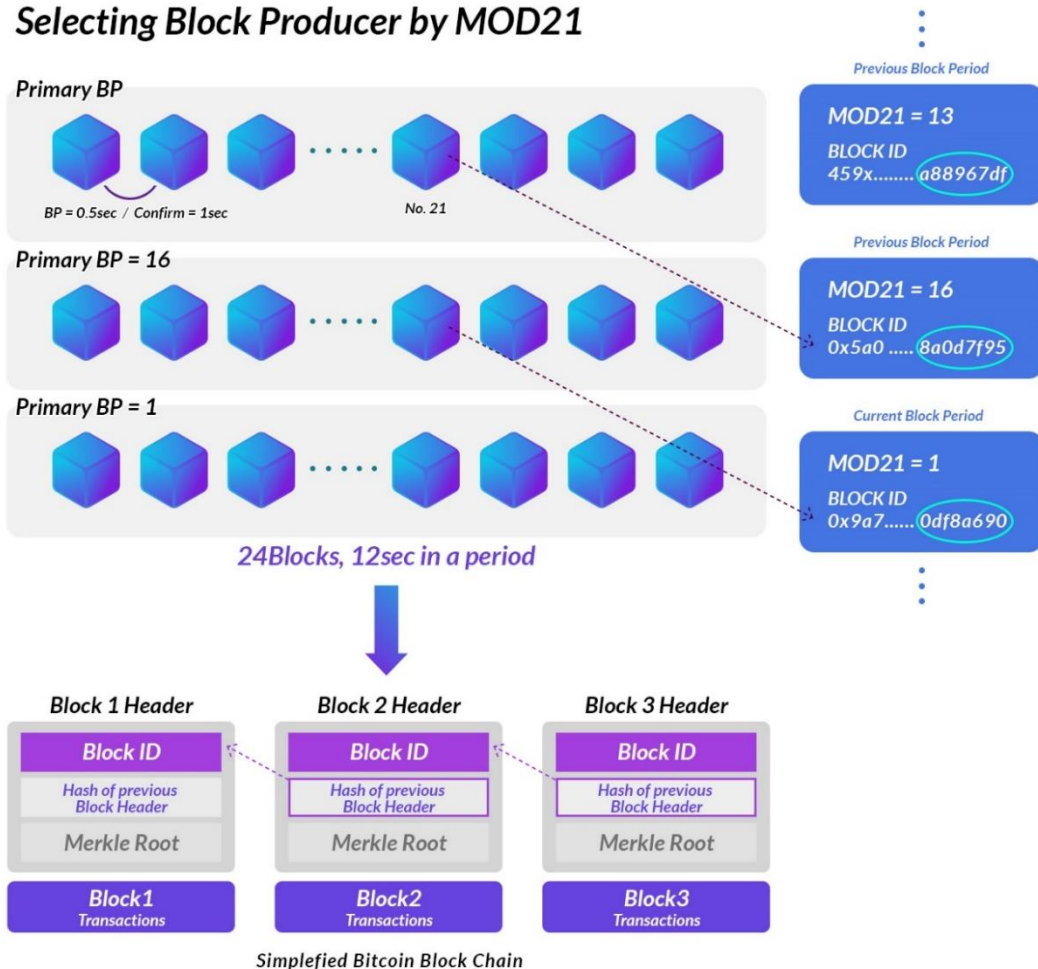 Selecting Block Producer by MOD21
Primary BP
BP = 0.5sec / Confirm = 1sec
No. 21
Primary BP = 16
Primary BP = 1
24Blocks, 12sec in a period
Previous Block Period
MOD21 = 13
BLOCK ID
459x........ a88967df
Previous Block Period
MOD21 = 16
BLOCK ID
0x5a0 ..... 8a0d7f95
Current Block Period
MOD21 = 1
BLOCK ID
0x9a7...... 0df8a690
Block 1 Header
Block ID
Hash of previous
Block Header
Merkle Root
Block1
Transactions
Block 2 Header
Block ID
Hash of previous
Block Header
Merkle Root
Block2
Transactions
Block 3 Header
Block ID
Hash of previous
Block Header
Merkle Root
Block3
Transactions
Simplefied Bitcoin Block Chain